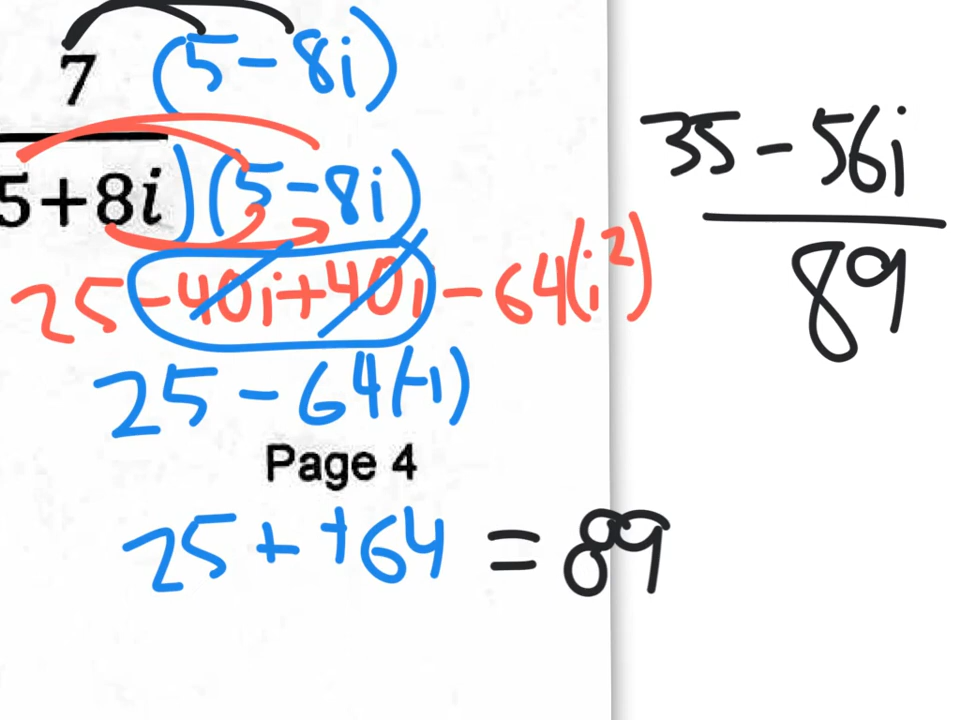 7 (5-8i)
5+8i)(5-8i)
25-40i+40i-64(i²)
25-64(-1)
Page 4
25++64=89
35-56i
89